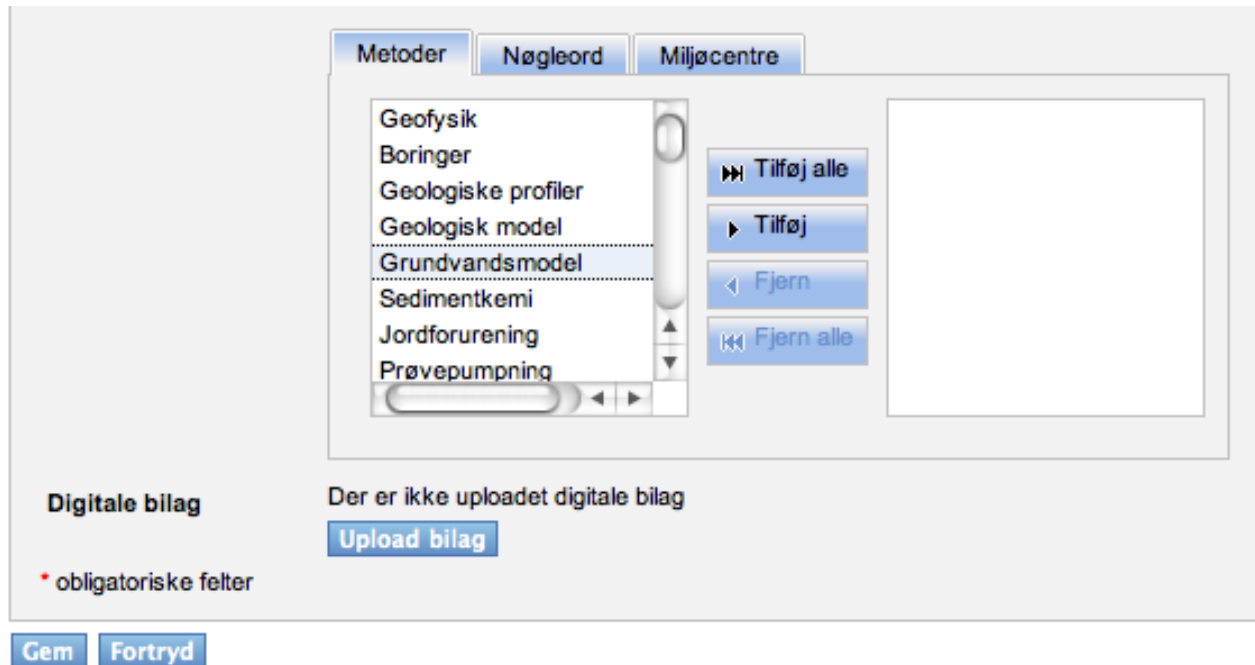 Metoder Nøgleord Miljøcentre
Geofysik
Boringer
Geologiske profiler
Geologisk model
Grundvandsmodel
Sedimentkemi
Jordforurening
Prøvepumpning
Tilføj alle
Tilføj
Fjern
Fjern alle
Digitale bilag
Der er ikke uploadet digitale bilag
Upload bilag
* obligatoriske felter
Gem Fortryd